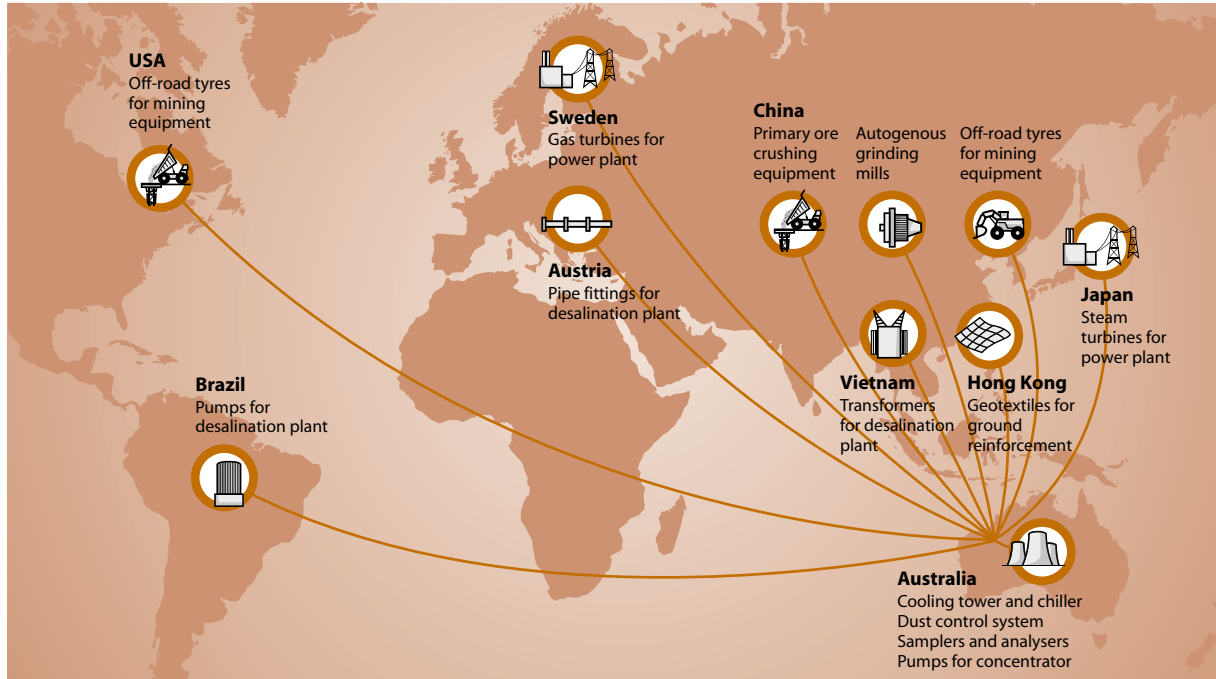 USA
Off-road tyres
for mining
equipment
Sweden
Gas turbines for
power plant
Austria
Pipe fittings for
desalination plant
China
Primary ore
crushing
equipment
Autogenous
grinding
mills
Off-road tyres
for mining
equipment
Japan
Steam
turbines for
power plant
Vietnam
Transformers
for desalination
plant
Hong Kong
Geotextiles for
ground
reinforcement
Brazil
Pumps for
desalination plant
Australia
Cooling tower and chiller
Dust control system
Samplers and analysers
Pumps for concentrator